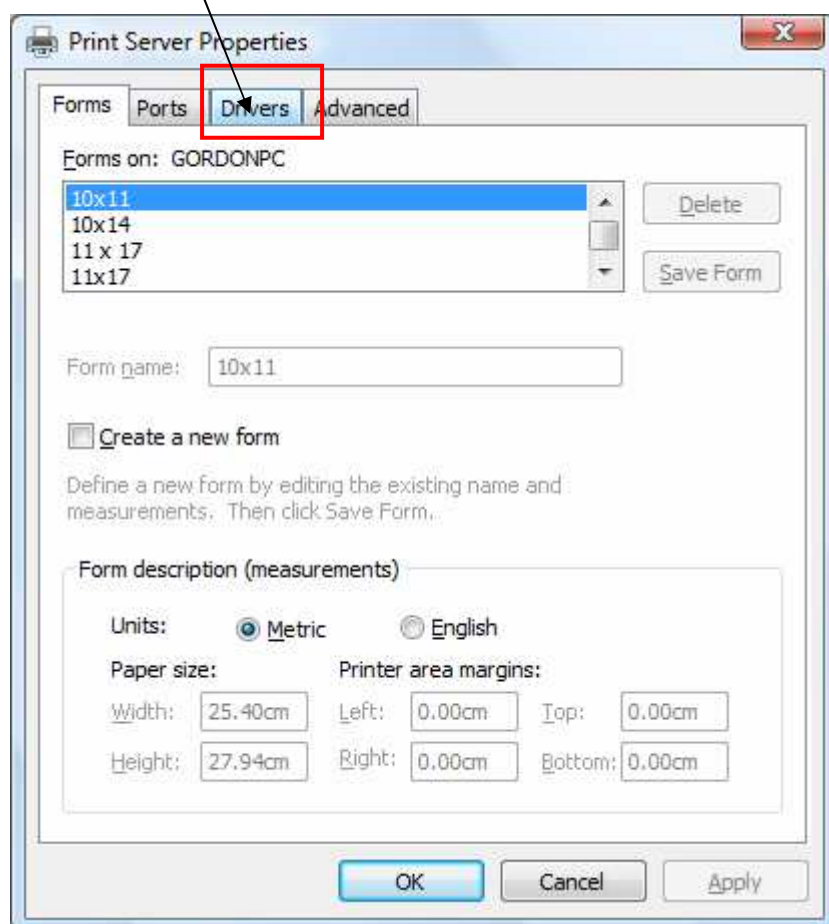 Print Server Properties
Forms Ports Drivers Advanced
Forms on: GORDONPC
10x11
10x14
11 x 17
11x17
Delete
Save Form
Form name: 10x11
Create a new form
Define a new form by editing the existing name and
measurements. Then click Save Form.
Form description (measurements)
Units: Metric English
Paper size: Printer area margins:
Width: 25.40cm Left: 0.00cm Top: 0.00cm
Height: 27.94cm Right: 0.00cm Bottom: 0.00cm
OK Cancel Apply